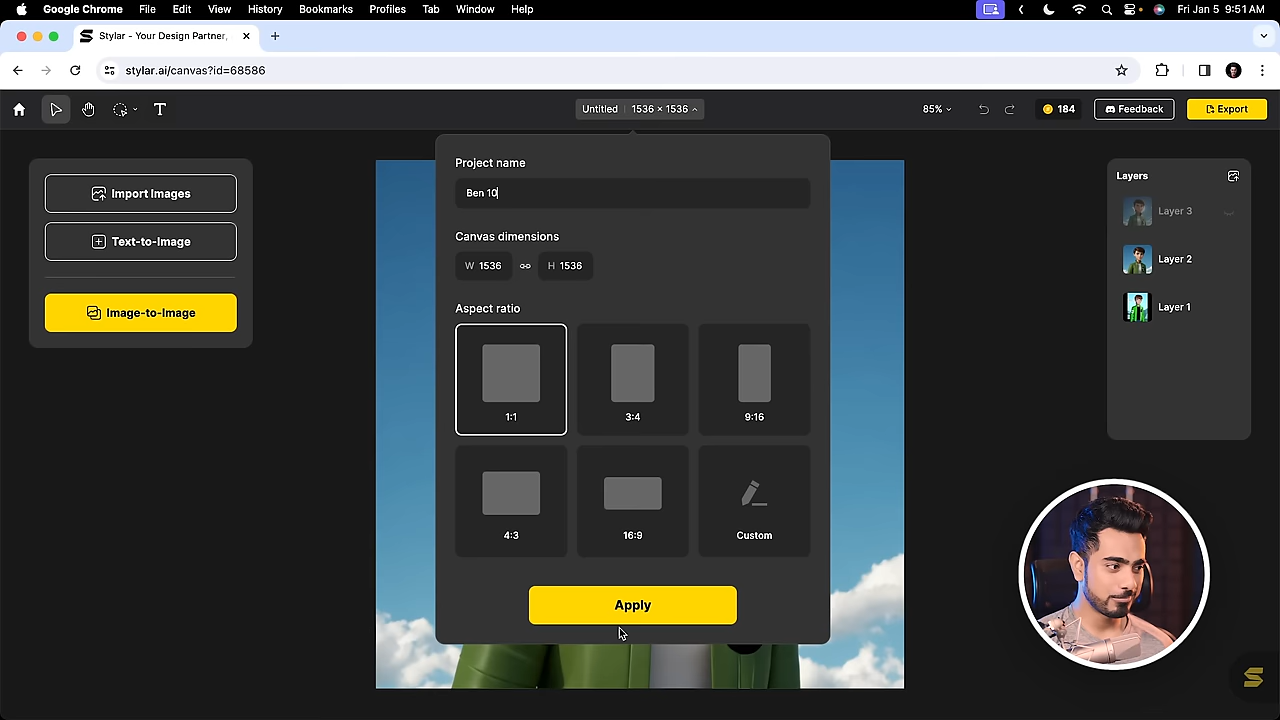 Google Chrome File Edit View History Bookmarks Profiles Tab Window Help Fri Jan 5 9:51 AM
Stylar - Your Design Partner,
stylar.ai/canvas?id=68586
T Untitled 1536 × 1536 85% 184 Feedback Export
Project name
Ben 10
Canvas dimensions
W 1536 H 1536
Aspect ratio
1:1 3:4 9:16
4:3 16:9 Custom
Apply
Import Images
Text-to-Image
Image-to-Image
Layers
Layer 3
Layer 2
Layer 1